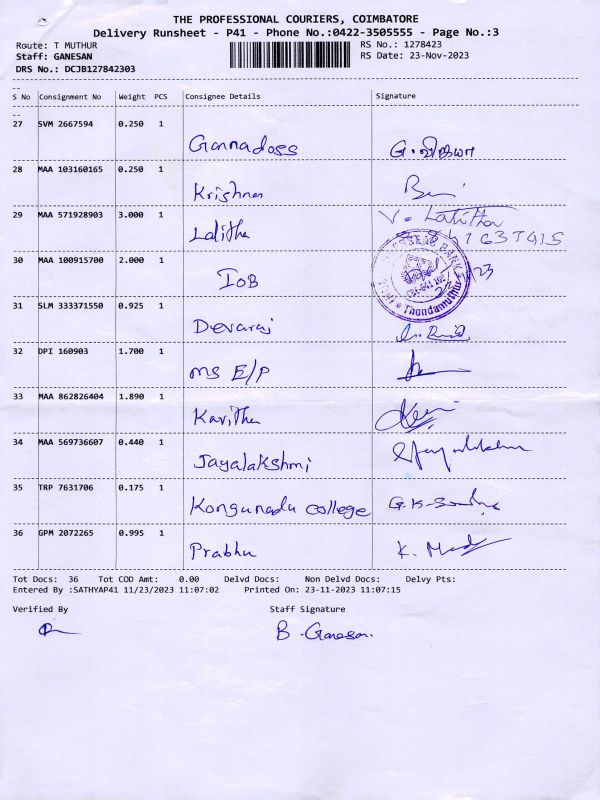 THE PROFESSIONAL COURIERS, COIMBATORE
Delivery Runsheet - P41 - Phone No.:0422-3505555 - Page No.:3
Route: T MUTHUR RS No.: 1278423
Staff: GANESAN RS Date: 23-Nov-2023
DRS No.: DCJB127842303
S No Consignment No Weight PCS Consignee Details Signature
27 SVM 2667594 0.250 1 Gannadoss G. விஜயா
28 MAA 103160165 0.250 1 Krishna
29 MAA 571928903 3.000 1 Lalitha V. Lalitha
30 MAA 100915700 2.000 1 IOB
31 SLM 333371550 0.925 1 Devaraj
32 DPI 160903 1.700 1 MS E/P
33 MAA 862826404 1.890 1 Kavitha
34 MAA 569736607 0.440 1 Jayalakshmi
35 TRP 7631706 0.175 1 Kongunadu college
36 GPM 2072265 0.995 1 Prabhu
Tot Docs: 36 Tot COD Amt: 0.00 Delvd Docs: Non Delvd Docs: Delvy Pts:
Entered By :SATHYAP41 11/23/2023 11:07:02 Printed On: 23-11-2023 11:07:15
Verified By Staff Signature
B. Ganesan.